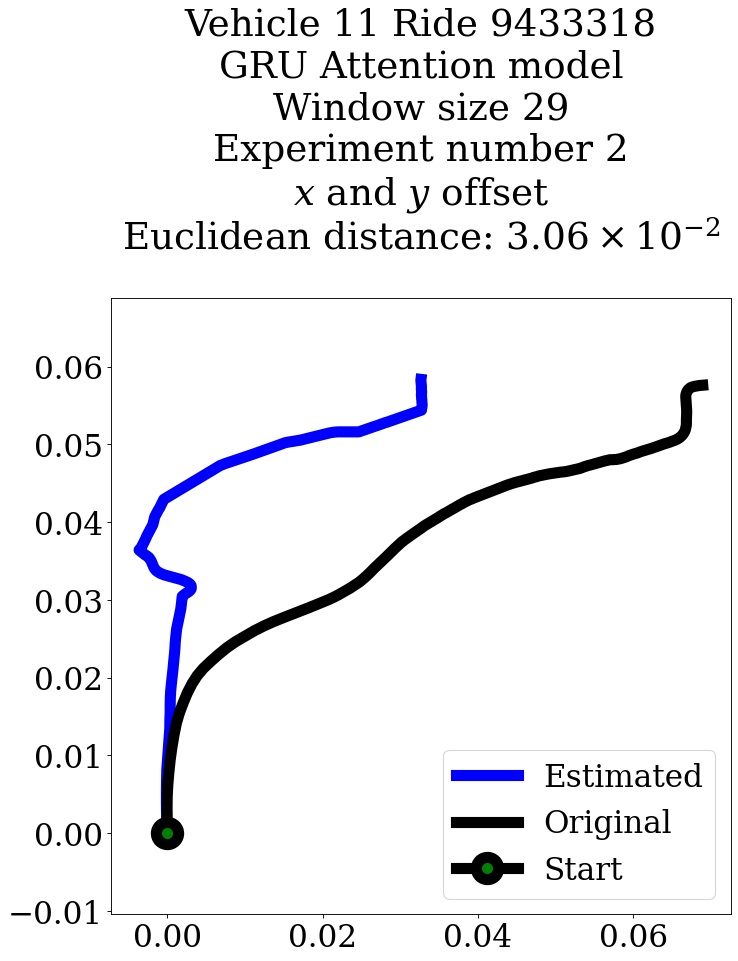 Vehicle 11 Ride 9433318
GRU Attention model
Window size 29
Experiment number 2
x and y offset
Euclidean distance: 3.06 × 10⁻²
0.06
0.05
0.04
0.03
0.02
0.01
0.00
−0.01
0.00 0.02 0.04 0.06
Estimated
Original
Start